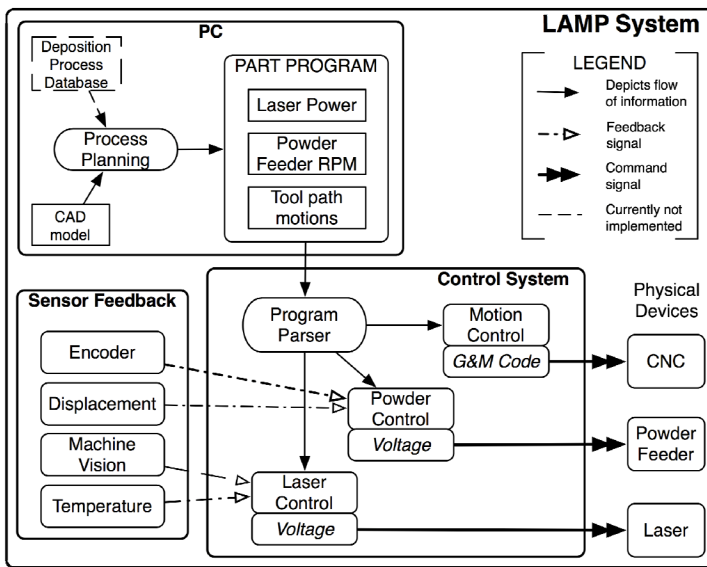 LAMP System
PC
Deposition
Process
Database
Process
Planning
CAD
model
PART PROGRAM
Laser Power
Powder
Feeder RPM
Tool path
motions
LEGEND
Depicts flow
of information
Feedback
signal
Command
signal
Currently not
implemented
Control System
Program
Parser
Motion
Control
G&M Code
Powder
Control
Voltage
Laser
Control
Voltage
Sensor Feedback
Encoder
Displacement
Machine
Vision
Temperature
Physical
Devices
CNC
Powder
Feeder
Laser